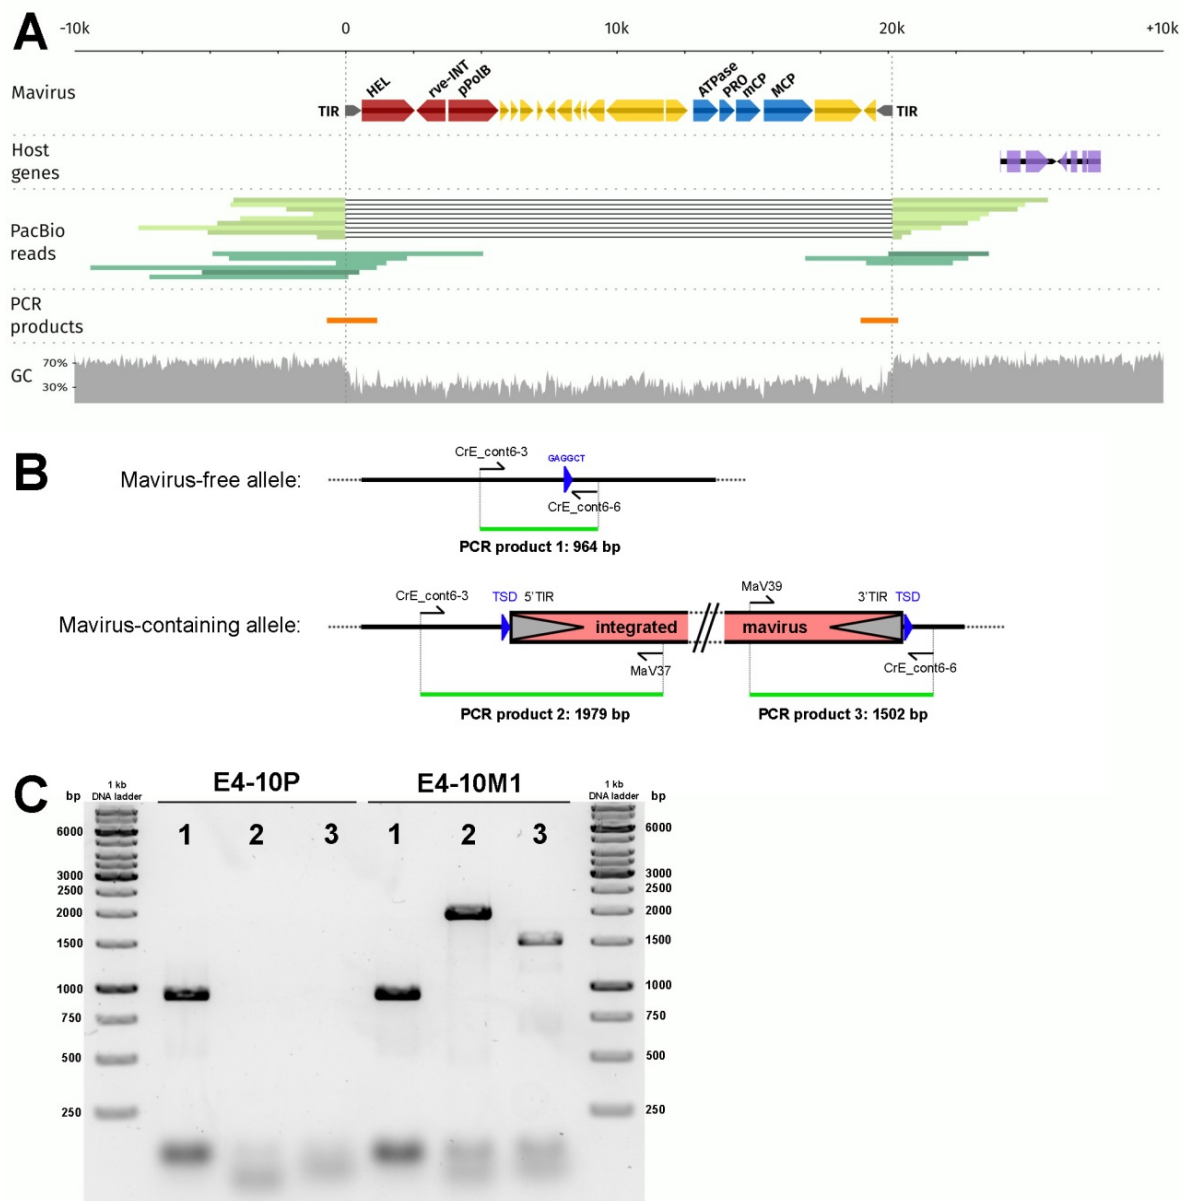 A
-10k 0 10k 20k +10k
Mavirus
TIR HEL rve-INT pPolB ATPase PRO mCP MCP TIR
Host
genes
PacBio
reads
PCR
products
GC 70%
30%
B
Mavirus-free allele:
CrE_cont6-3
GAGGCT
CrE_cont6-6
PCR product 1: 964 bp
Mavirus-containing allele:
CrE_cont6-3 TSD 5'TIR MaV39 3'TIR TSD
integrated mavirus
MaV37 CrE_cont6-6
PCR product 2: 1979 bp PCR product 3: 1502 bp
C
bp 1 kb DNA ladder E4-10P E4-10M1 1 kb DNA ladder bp
1 2 3 1 2 3
6000 6000
3000 3000
2500 2500
2000 2000
1500 1500
1000 1000
750 750
500 500
250 250